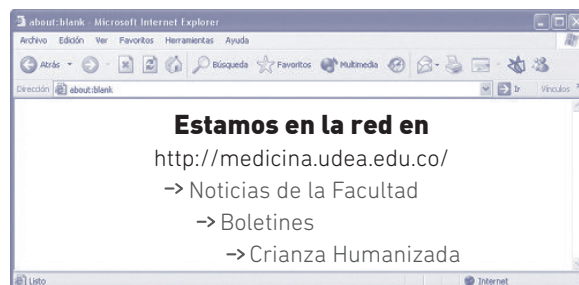 about:blank - Microsoft Internet Explorer
Archivo Edición Ver Favoritos Herramientas Ayuda
Atrás Búsqueda Favoritos Multimedia
Dirección about:blank Ir Vínculos
Estamos en la red en
http://medicina.udea.edu.co/
-> Noticias de la Facultad
-> Boletines
-> Crianza Humanizada
Listo Internet